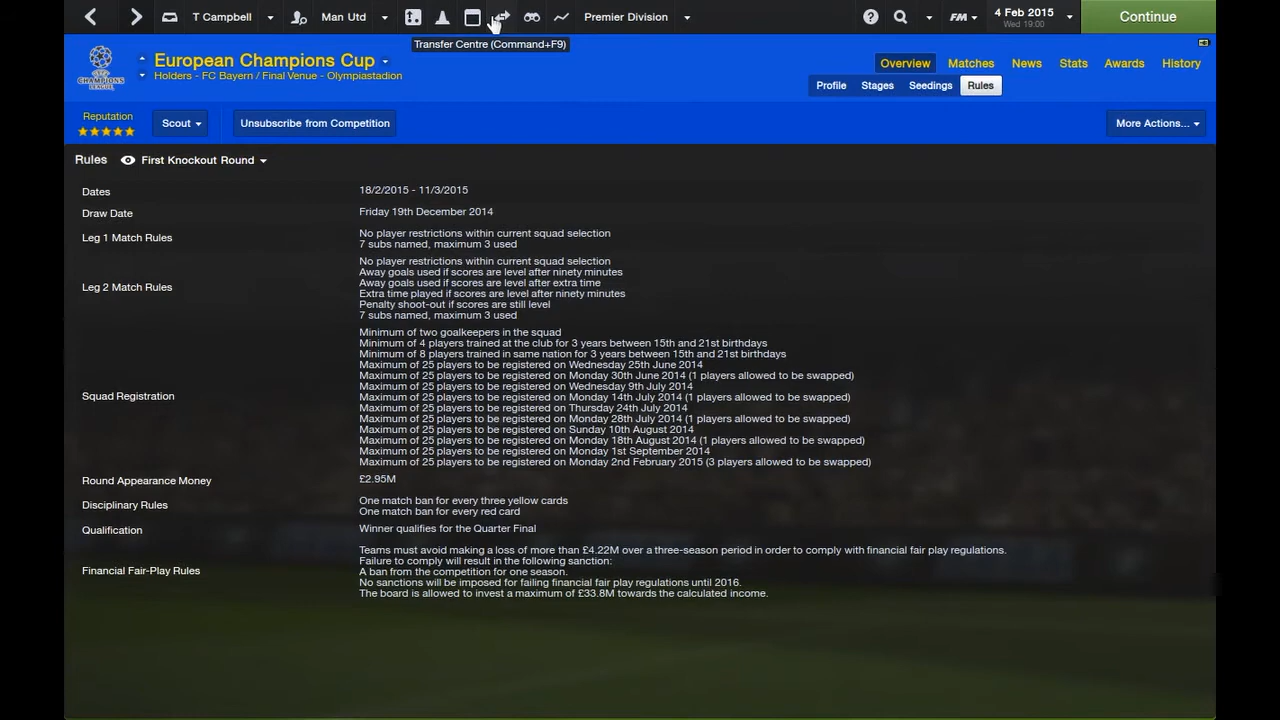 T Campbell
Man Utd
Premier Division
FM
4 Feb 2015
Wed 19:00
Continue
Transfer Centre (Command+F9)
European Champions Cup
Holders - FC Bayern / Final Venue - Olympiastadion
CHAMPIONS
LEAGUE
Overview
Matches
News
Stats
Awards
History
Profile
Stages
Seedings
Rules
Reputation
Scout
Unsubscribe from Competition
More Actions...
Rules
First Knockout Round
Dates
18/2/2015 - 11/3/2015
Draw Date
Friday 19th December 2014
Leg 1 Match Rules
No player restrictions within current squad selection
7 subs named, maximum 3 used
Leg 2 Match Rules
No player restrictions within current squad selection
Away goals used if scores are level after ninety minutes
Away goals used if scores are level after extra time
Extra time played if scores are level after ninety minutes
Penalty shoot-out if scores are still level
7 subs named, maximum 3 used
Squad Registration
Minimum of two goalkeepers in the squad
Minimum of 4 players trained at the club for 3 years between 15th and 21st birthdays
Minimum of 8 players trained in same nation for 3 years between 15th and 21st birthdays
Maximum of 25 players to be registered on Wednesday 25th June 2014
Maximum of 25 players to be registered on Monday 30th June 2014 (1 players allowed to be swapped)
Maximum of 25 players to be registered on Wednesday 9th July 2014
Maximum of 25 players to be registered on Monday 14th July 2014 (1 players allowed to be swapped)
Maximum of 25 players to be registered on Thursday 24th July 2014
Maximum of 25 players to be registered on Monday 28th July 2014 (1 players allowed to be swapped)
Maximum of 25 players to be registered on Sunday 10th August 2014
Maximum of 25 players to be registered on Monday 18th August 2014 (1 players allowed to be swapped)
Maximum of 25 players to be registered on Monday 1st September 2014
Maximum of 25 players to be registered on Monday 2nd February 2015 (3 players allowed to be swapped)
Round Appearance Money
£2.95M
Disciplinary Rules
One match ban for every three yellow cards
One match ban for every red card
Qualification
Winner qualifies for the Quarter Final
Financial Fair-Play Rules
Teams must avoid making a loss of more than £4.22M over a three-season period in order to comply with financial fair play regulations.
Failure to comply will result in the following sanction:
A ban from the competition for one season.
No sanctions will be imposed for failing financial fair play regulations until 2016.
The board is allowed to invest a maximum of £33.8M towards the calculated income.